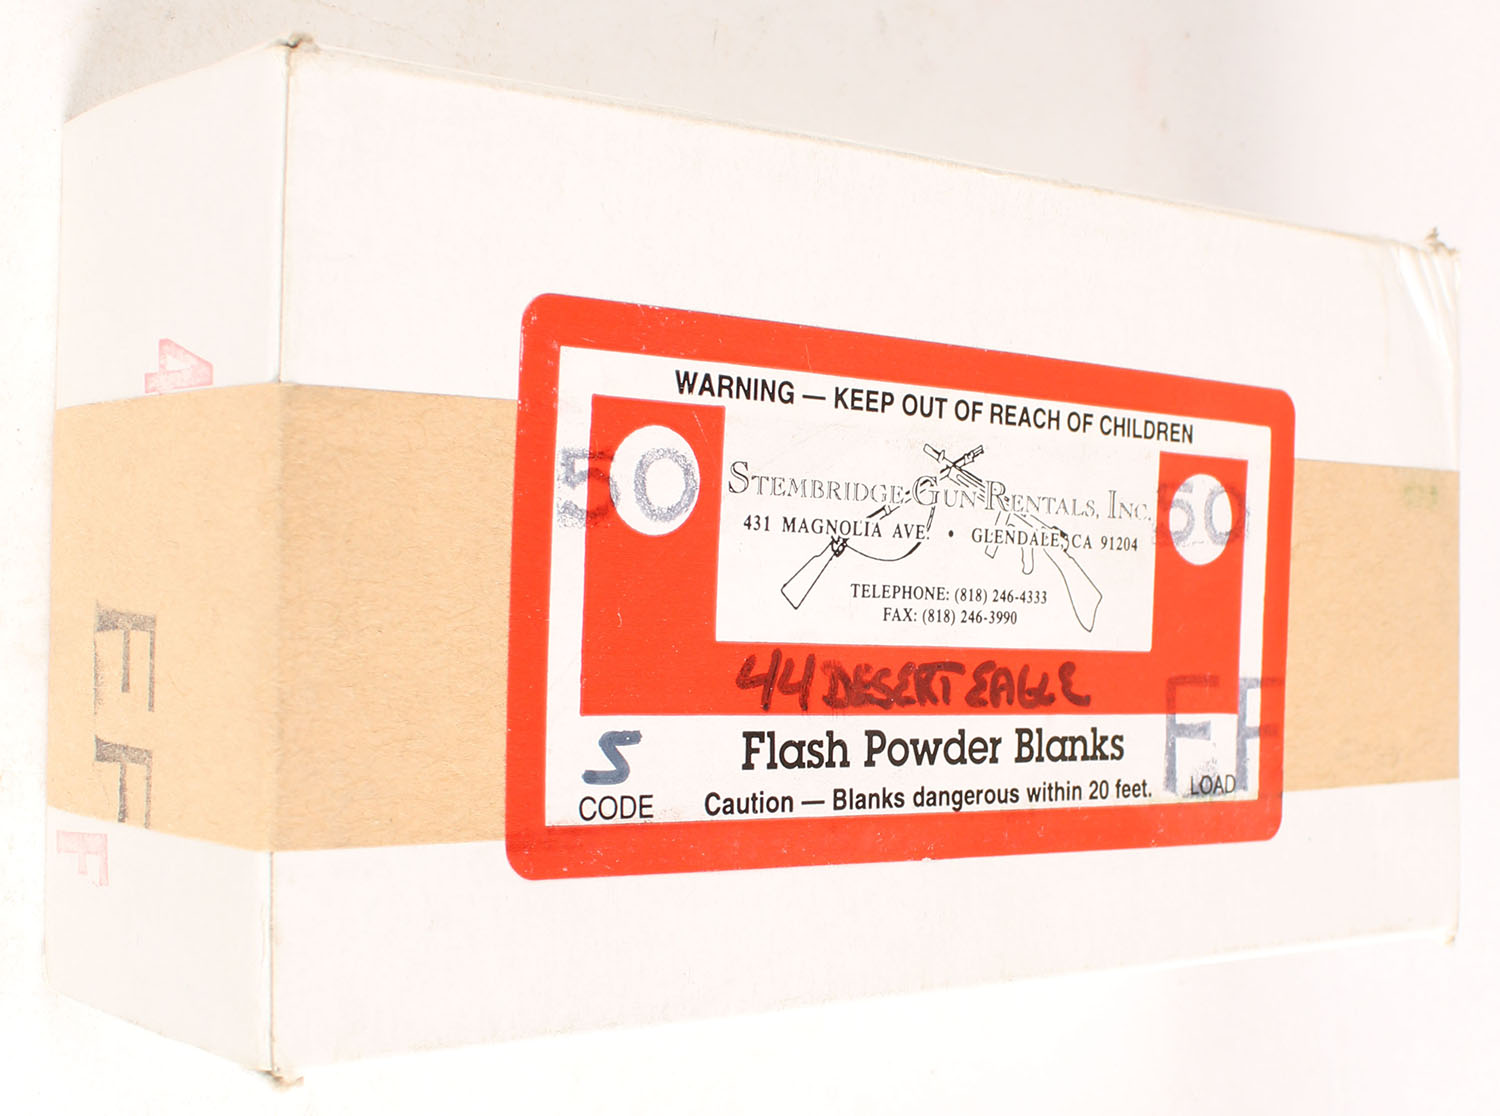 WARNING — KEEP OUT OF REACH OF CHILDREN
50
STEMBRIDGE GUN RENTALS, INC.
50
431 MAGNOLIA AVE. • GLENDALE, CA 91204
TELEPHONE: (818) 246-4333
FAX: (818) 246-3990
44 DESERT EAGLE
S
Flash Powder Blanks
FF
CODE
Caution — Blanks dangerous within 20 feet.
LOAD
A
FF
F